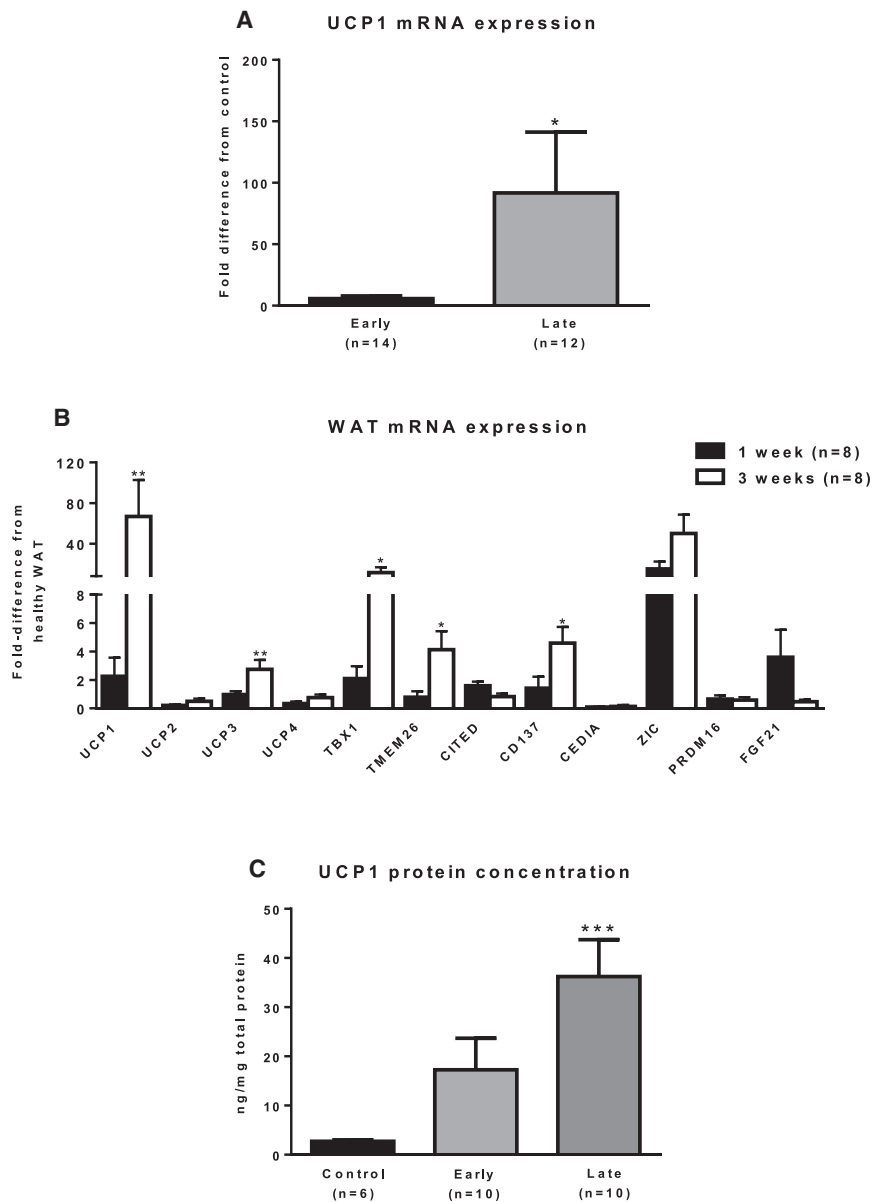 A
UCP1 mRNA expression
Fold difference from control
200
150
100
50
0
*
Early
(n=14)
Late
(n=12)
B
WAT mRNA expression
1 week (n=8)
3 weeks (n=8)
Fold-difference from
healthy WAT
120
80
40
8
6
4
2
0
**
**
*
*
*
UCP1
UCP2
UCP3
UCP4
TBX1
TMEM26
CITED
CD137
CEDIA
ZIC
PRDM16
FGF21
C
UCP1 protein concentration
ng/mg total protein
50
40
30
20
10
0
***
Control
(n=6)
Early
(n=10)
Late
(n=10)